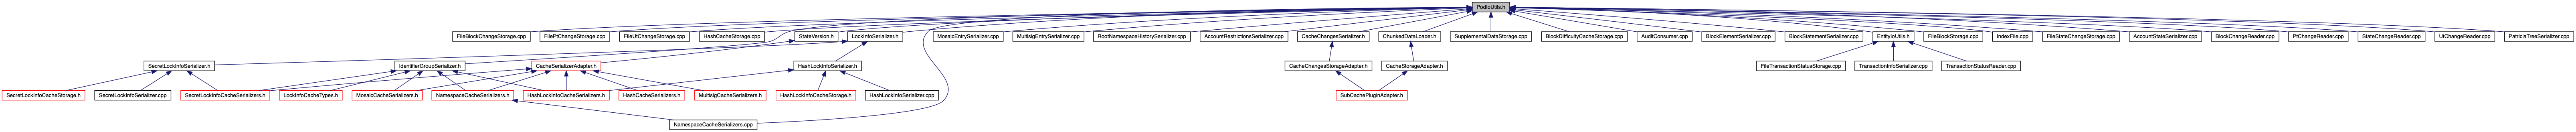 PodIoUtils.h
FileBlockChangeStorage.cpp
FilePtChangeStorage.cpp
FileUtChangeStorage.cpp
HashCacheStorage.cpp
StateVersion.h
LockInfoSerializer.h
MosaicEntrySerializer.cpp
MultisigEntrySerializer.cpp
RootNamespaceHistorySerializer.cpp
AccountRestrictionsSerializer.cpp
CacheChangesSerializer.h
ChunkedDataLoader.h
SupplementalDataStorage.cpp
BlockDifficultyCacheStorage.cpp
AuditConsumer.cpp
BlockElementSerializer.cpp
BlockStatementSerializer.cpp
EntityIoUtils.h
FileBlockStorage.cpp
IndexFile.cpp
FileStateChangeStorage.cpp
AccountStateSerializer.cpp
BlockChangeReader.cpp
PtChangeReader.cpp
StateChangeReader.cpp
UtChangeReader.cpp
PatriciaTreeSerializer.cpp
SecretLockInfoSerializer.h
IdentifierGroupSerializer.h
CacheSerializerAdapter.h
HashLockInfoSerializer.h
CacheChangesStorageAdapter.h
CacheStorageAdapter.h
FileTransactionStatusStorage.cpp
TransactionInfoSerializer.cpp
TransactionStatusReader.cpp
SecretLockInfoCacheStorage.h
SecretLockInfoSerializer.cpp
SecretLockInfoCacheSerializers.h
LockInfoCacheTypes.h
MosaicCacheSerializers.h
NamespaceCacheSerializers.h
HashLockInfoCacheSerializers.h
HashCacheSerializers.h
MultisigCacheSerializers.h
HashLockInfoCacheStorage.h
HashLockInfoSerializer.cpp
SubCachePluginAdapter.h
NamespaceCacheSerializers.cpp